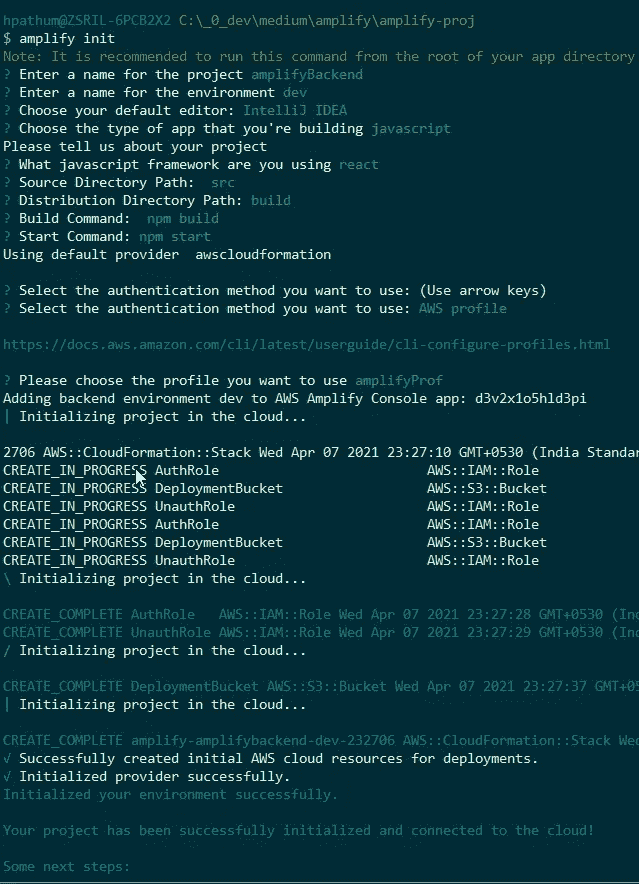 hpathum@ZSRIL-6PCB2X2 C:\_0_dev\medium\amplify\amplify-proj
$ amplify init
Note: It is recommended to run this command from the root of your app directory
? Enter a name for the project amplifyBackend
? Enter a name for the environment dev
? Choose your default editor: IntelliJ IDEA
? Choose the type of app that you're building javascript
Please tell us about your project
? What javascript framework are you using react
? Source Directory Path:  src
? Distribution Directory Path: build
? Build Command:  npm build
? Start Command: npm start
Using default provider  awscloudformation
? Select the authentication method you want to use: (Use arrow keys)
? Select the authentication method you want to use: AWS profile
https://docs.aws.amazon.com/cli/latest/userguide/cli-configure-profiles.html
? Please choose the profile you want to use amplifyProf
Adding backend environment dev to AWS Amplify Console app: d3v2x1o5hld3pi
| Initializing project in the cloud...
2706 AWS::CloudFormation::Stack Wed Apr 07 2021 23:27:10 GMT+0530 (India Standar
CREATE_IN_PROGRESS AuthRole                  AWS::IAM::Role
CREATE_IN_PROGRESS DeploymentBucket          AWS::S3::Bucket
CREATE_IN_PROGRESS UnauthRole                AWS::IAM::Role
CREATE_IN_PROGRESS AuthRole                  AWS::IAM::Role
CREATE_IN_PROGRESS DeploymentBucket          AWS::S3::Bucket
CREATE_IN_PROGRESS UnauthRole                AWS::IAM::Role
\ Initializing project in the cloud...
CREATE_COMPLETE AuthRole   AWS::IAM::Role Wed Apr 07 2021 23:27:28 GMT+0530 (Ind
CREATE_COMPLETE UnauthRole AWS::IAM::Role Wed Apr 07 2021 23:27:29 GMT+0530 (Ind
/ Initializing project in the cloud...
CREATE_COMPLETE DeploymentBucket AWS::S3::Bucket Wed Apr 07 2021 23:27:37 GMT+05
| Initializing project in the cloud...
CREATE_COMPLETE amplify-amplifybackend-dev-232706 AWS::CloudFormation::Stack Wed
√ Successfully created initial AWS cloud resources for deployments.
√ Initialized provider successfully.
Initialized your environment successfully.
Your project has been successfully initialized and connected to the cloud!
Some next steps: